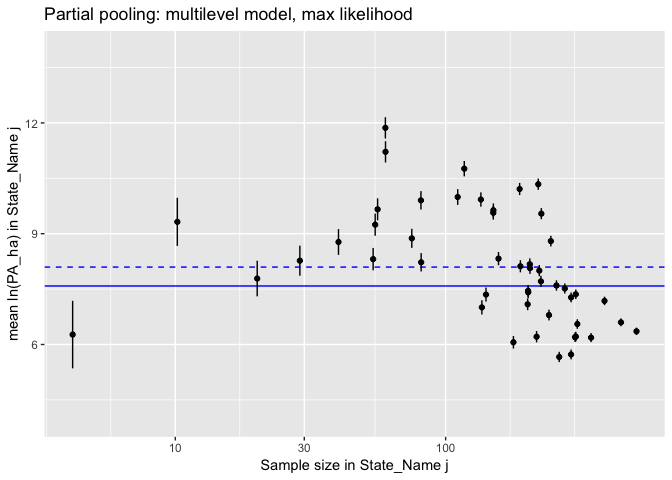 Partial pooling: multilevel model, max likelihood
mean ln(PA_ha) in State_Name j
12
9
6
10
30
100
Sample size in State_Name j